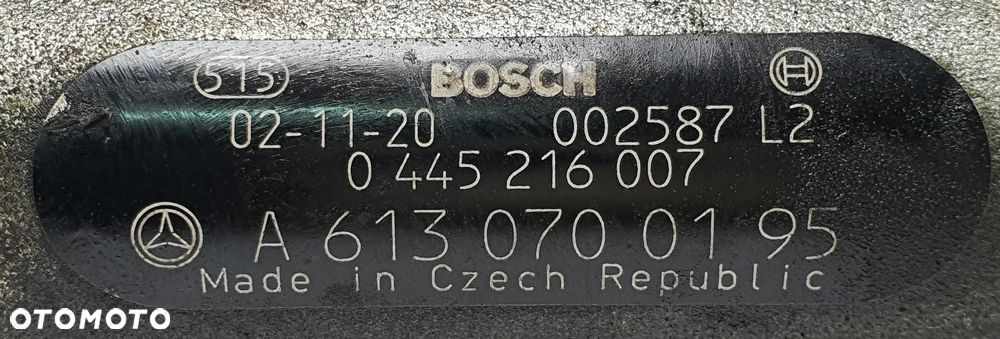 515 BOSCH
02-11-20 002587 L2
0 445 216 007
A 613 070 01 95
Made in Czech Republic
OTOMOTO